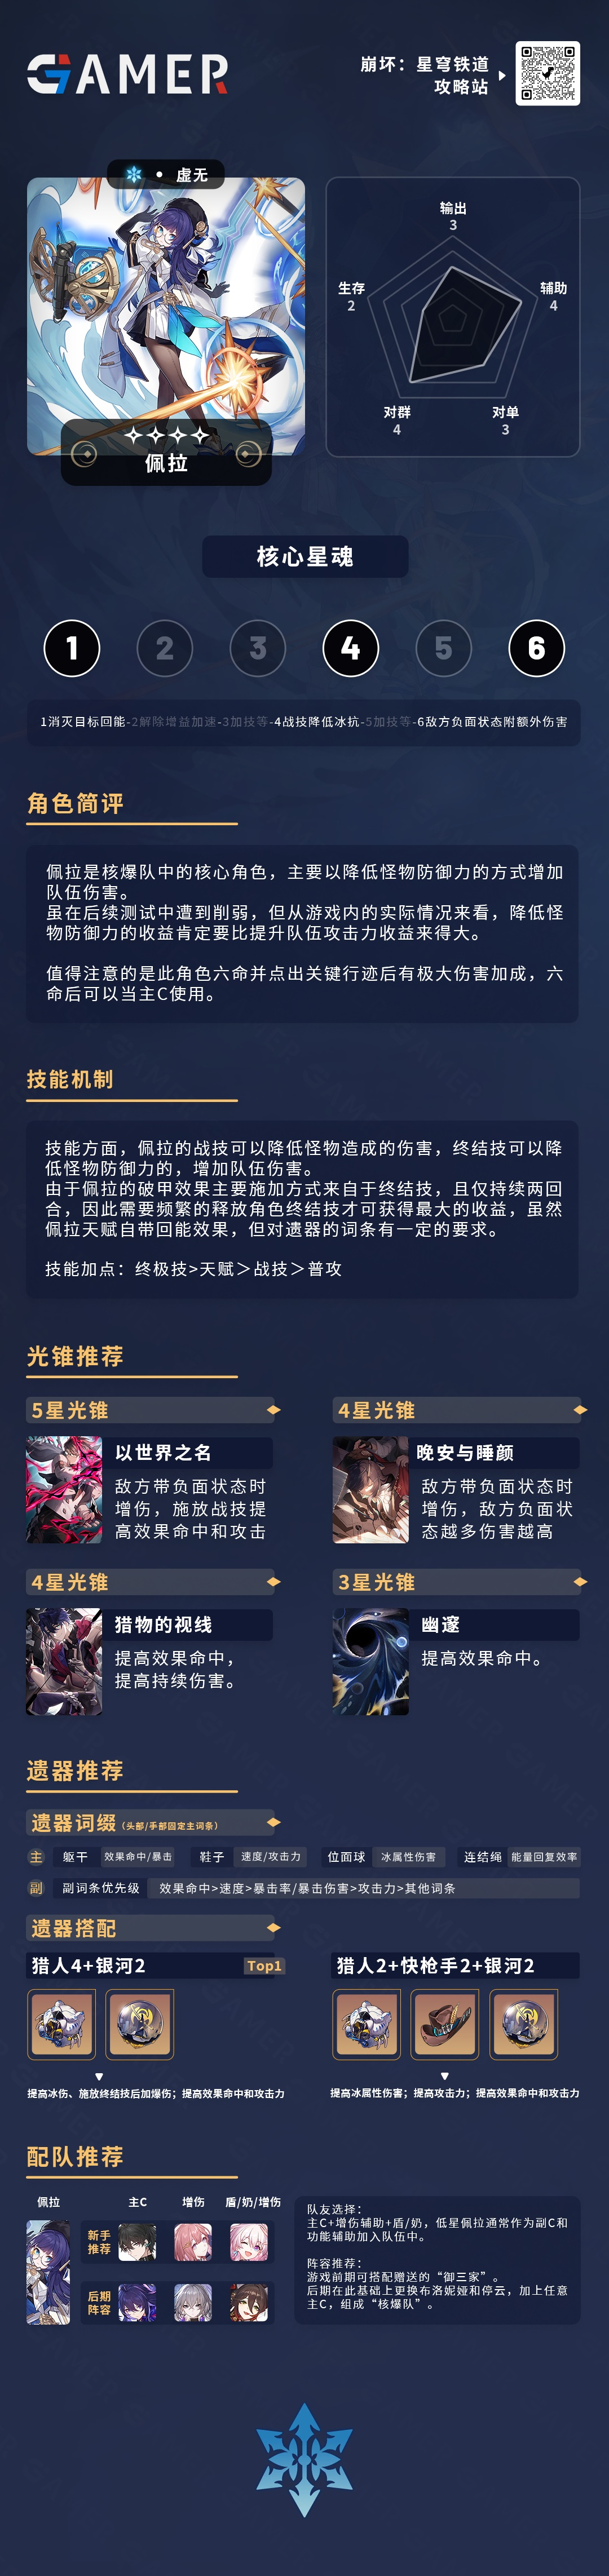 GAMER
崩坏：星穹铁道
攻略站
虚无
佩拉
输出
3
生存
2
辅助
4
对群
4
对单
3
核心星魂
1
2
3
4
5
6
1消灭目标回能-2解除增益加速-3加技等-4战技降低冰抗-5加技等-6敌方负面状态附额外伤害
角色简评
佩拉是核爆队中的核心角色，主要以降低怪物防御力的方式增加
队伍伤害。
虽在后续测试中遭到削弱，但从游戏内的实际情况来看，降低怪
物防御力的收益肯定要比提升队伍攻击力收益来得大。
值得注意的是此角色六命并点出关键行迹后有极大伤害加成，六
命后可以当主C使用。
技能机制
技能方面，佩拉的战技可以降低怪物造成的伤害，终结技可以降
低怪物防御力的，增加队伍伤害。
由于佩拉的破甲效果主要施加方式来自于终结技，且仅持续两回
合，因此需要频繁的释放角色终结技才可获得最大的收益，虽然
佩拉天赋自带回能效果，但对遗器的词条有一定的要求。
技能加点：终极技>天赋＞战技＞普攻
光锥推荐
5星光锥
以世界之名
敌方带负面状态时
增伤，施放战技提
高效果命中和攻击
4星光锥
晚安与睡颜
敌方带负面状态时
增伤，敌方负面状
态越多伤害越高
4星光锥
猎物的视线
提高效果命中，
提高持续伤害。
3星光锥
幽邃
提高效果命中。
遗器推荐
遗器词缀（头部/手部固定主词条）
主 躯干 效果命中/暴击 鞋子 速度/攻击力 位面球 冰属性伤害 连结绳 能量回复效率
副 副词条优先级 效果命中>速度>暴击率/暴击伤害>攻击力>其他词条
遗器搭配
猎人4+银河2 Top1
提高冰伤、施放终结技后加爆伤；提高效果命中和攻击力
猎人2+快枪手2+银河2
提高冰属性伤害；提高攻击力；提高效果命中和攻击力
配队推荐
佩拉 主C 增伤 盾/奶/增伤
新手
推荐
后期
阵容
队友选择：
主C+增伤辅助+盾/奶，低星佩拉通常作为副C和
功能辅助加入队伍中。
阵容推荐：
游戏前期可搭配赠送的“御三家”。
后期在此基础上更换布洛妮娅和停云，加上任意
主C，组成“核爆队”。